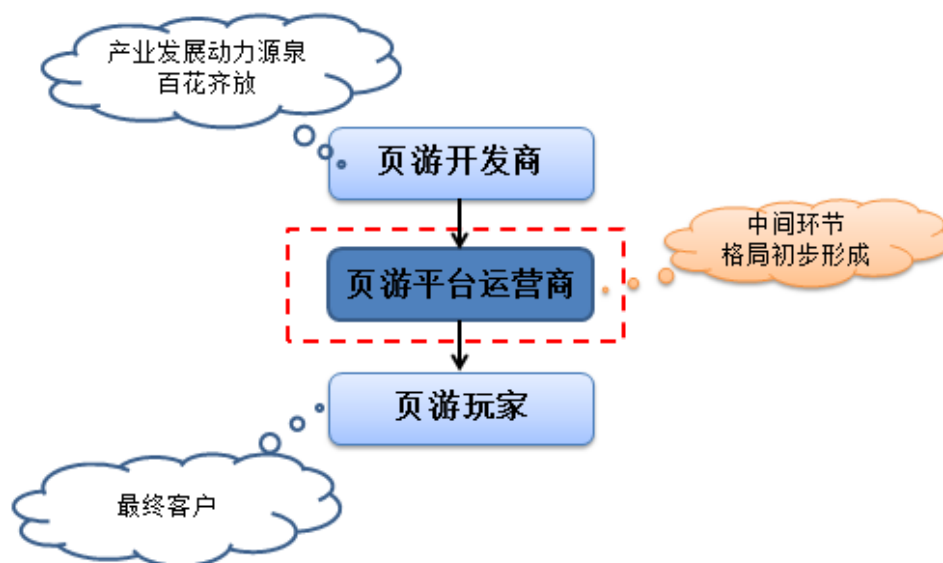 产业发展动力源泉
百花齐放
页游开发商
中间环节
格局初步形成
页游平台运营商
页游玩家
最终客户